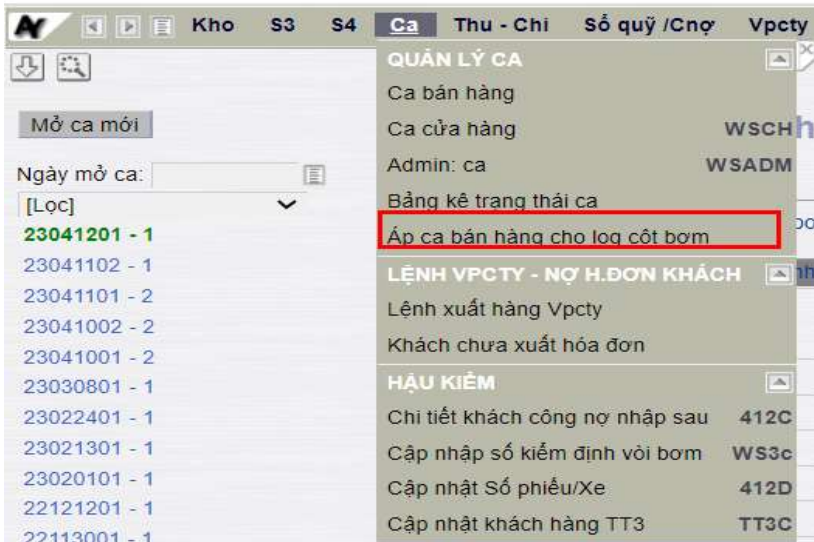 Kho S3 S4 Ca Thu - Chi Sổ quỹ /Cnợ Vpcty
Mở ca mới
Ngày mở ca:
[Lọc]
23041201 - 1
23041102 - 1
23041101 - 2
23041002 - 2
23041001 - 2
23030801 - 1
23022401 - 1
23021301 - 1
23020101 - 1
22121201 - 1
22113001 - 1
QUẢN LÝ CA
Ca bán hàng
Ca cửa hàng WSCH
Admin: ca WSADM
Bảng kê trạng thái ca
Áp ca bán hàng cho log cột bơm
LỆNH VPCTY - NỢ H.ĐƠN KHÁCH
Lệnh xuất hàng Vpcty
Khách chưa xuất hóa đơn
HẬU KIỂM
Chi tiết khách công nợ nhập sau 412C
Cập nhập số kiểm định vòi bơm WS3c
Cập nhật Số phiếu/Xe 412D
Cập nhật khách hàng TT3 TT3C